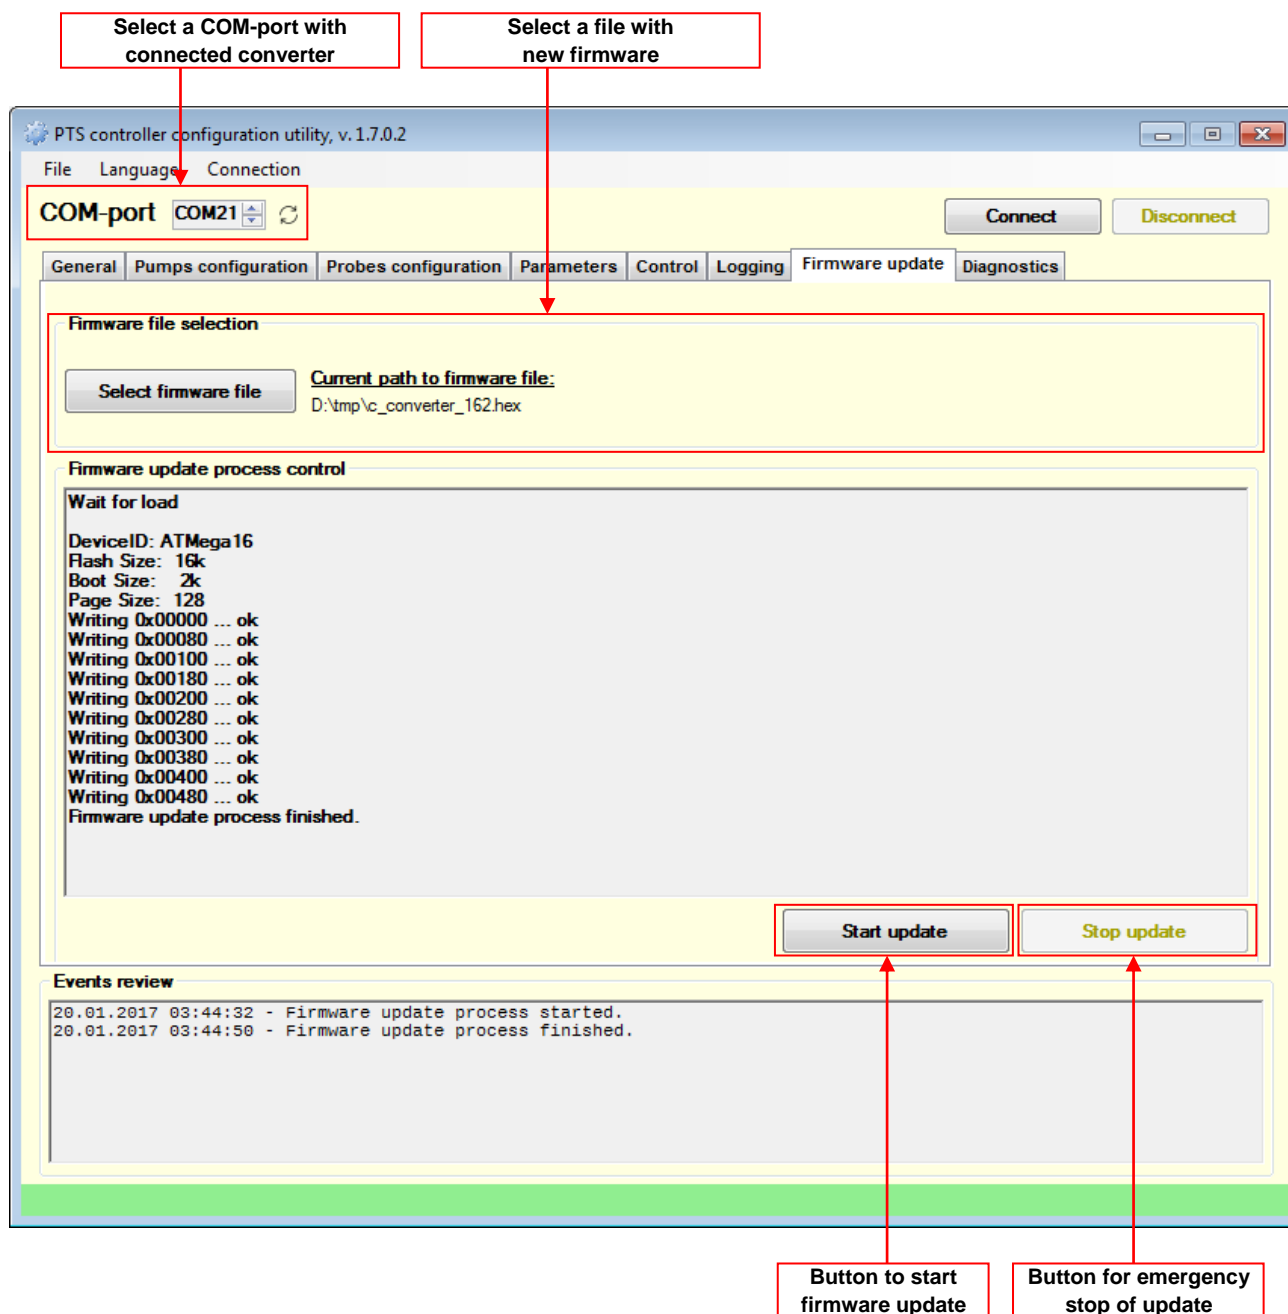 Select a COM-port with
connected converter
Select a file with
new firmware
PTS controller configuration utility, v. 1.7.0.2
File Language Connection
COM-port COM21 Connect Disconnect
General Pumps configuration Probes configuration Parameters Control Logging Firmware update Diagnostics
Firmware file selection
Select firmware file
Current path to firmware file:
D:\tmp\c_converter_162.hex
Firmware update process control
Wait for load
DeviceID: ATMega16
Flash Size: 16k
Boot Size: 2k
Page Size: 128
Writing 0x00000 ... ok
Writing 0x00080 ... ok
Writing 0x00100 ... ok
Writing 0x00180 ... ok
Writing 0x00200 ... ok
Writing 0x00280 ... ok
Writing 0x00300 ... ok
Writing 0x00380 ... ok
Writing 0x00400 ... ok
Writing 0x00480 ... ok
Firmware update process finished.
Start update Stop update
Events review
20.01.2017 03:44:32 - Firmware update process started.
20.01.2017 03:44:50 - Firmware update process finished.
Button to start
firmware update
Button for emergency
stop of update